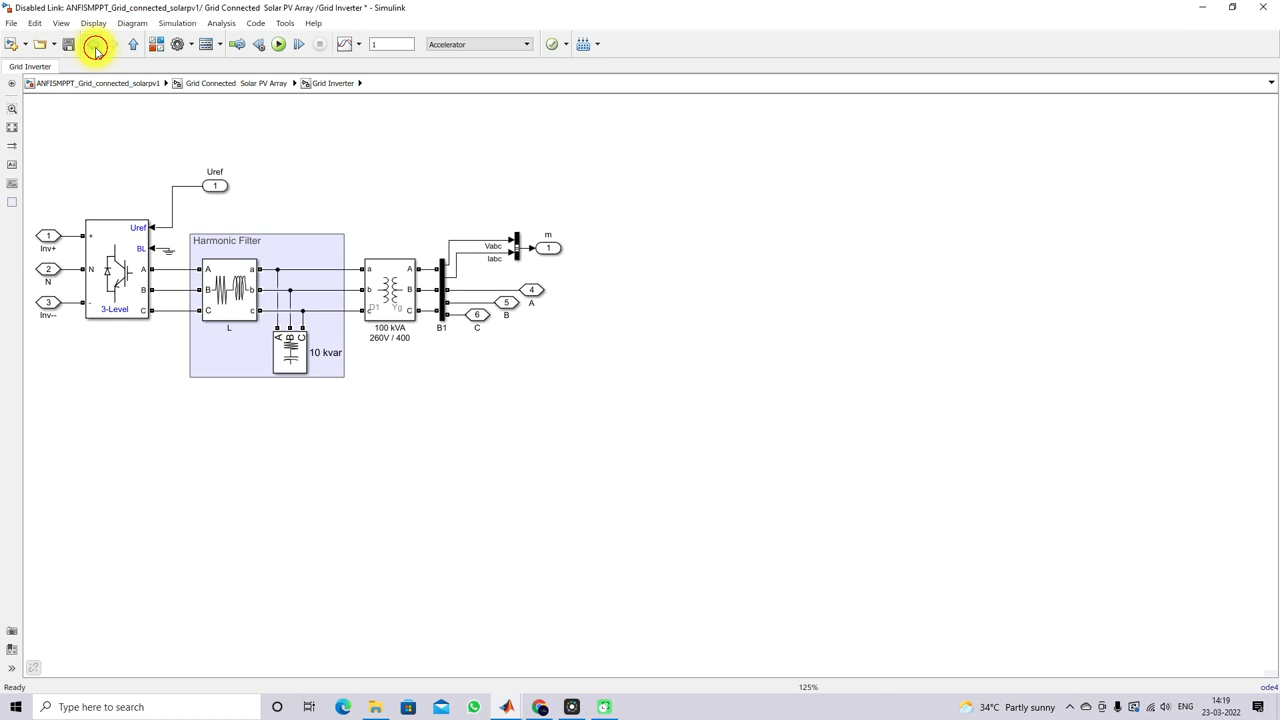 Disabled Link: ANFISMPPT_Grid_connected_solarpv1/ Grid Connected Solar PV Array /Grid Inverter * - Simulink
File Edit View Display Diagram Simulation Analysis Code Tools Help
1 Accelerator
Grid Inverter
ANFISMPPT_Grid_connected_solarpv1 Grid Connected Solar PV Array Grid Inverter
Uref
1
1
Inv+
2
N
3
Inv--
+
N
-
Uref
BL
A
B
C
3-Level
Harmonic Filter
A
B
C
a
b
c
L
A B C
10 kvar
a
b
c
A
B
C
D1 Yg
100 kVA
260V / 400
B1
Vabc
Iabc
m
1
4
A
5
B
6
C
Ready
125%
ode4
Type here to search
34°C Partly sunny
ENG
14:19
23-03-2022